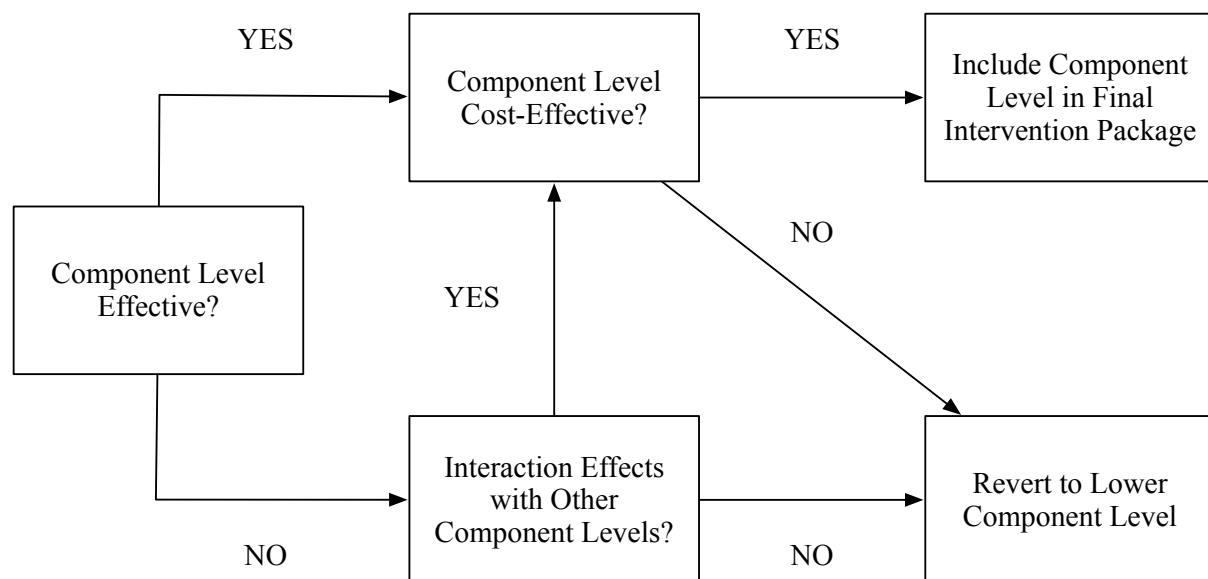 YES
YES
Component Level
Cost-Effective?
Include Component
Level in Final
Intervention Package
NO
Component Level
Effective?
YES
Interaction Effects
with Other
Component Levels?
Revert to Lower
Component Level
NO
NO